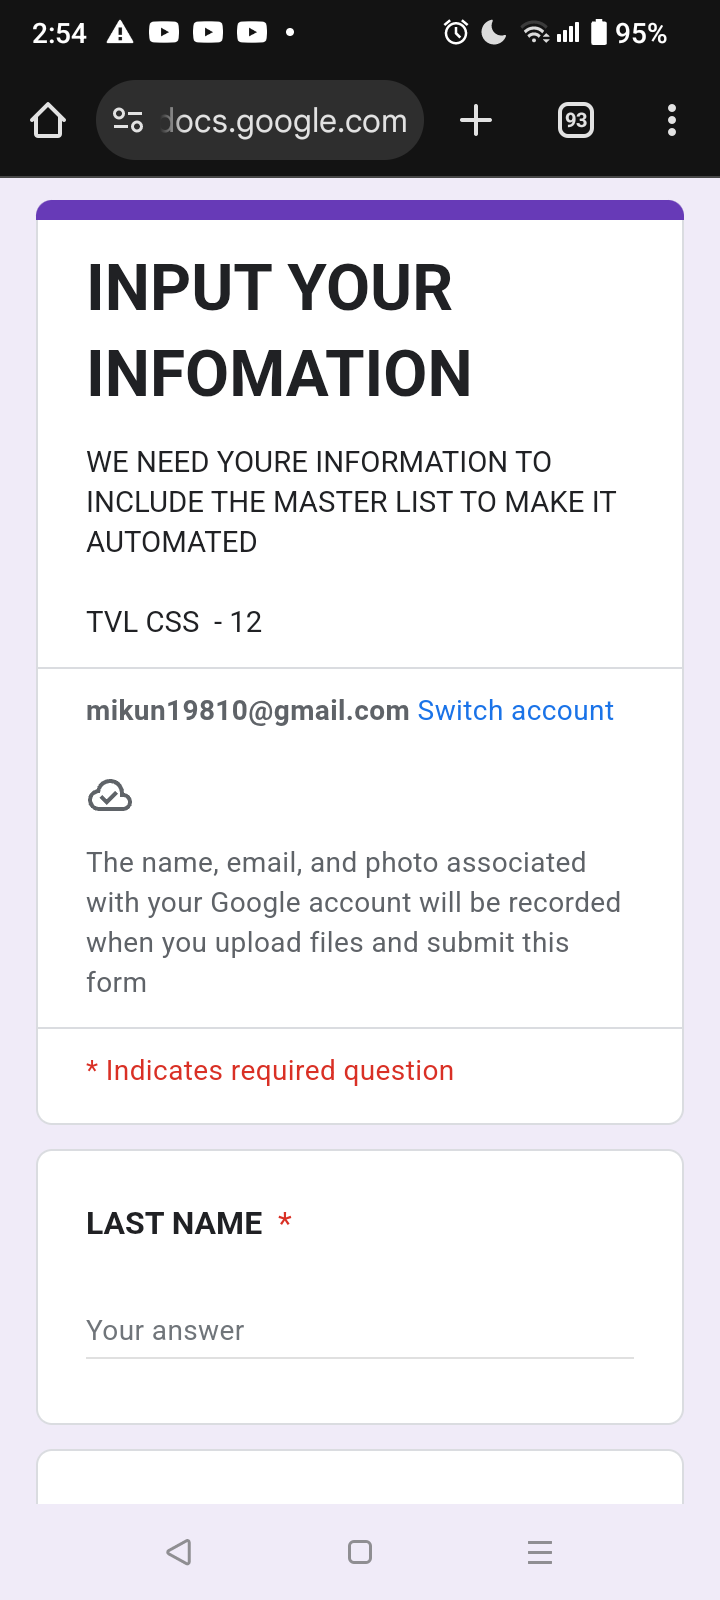 2:54 95%
docs.google.com 93
INPUT YOUR
INFOMATION
WE NEED YOURE INFORMATION TO
INCLUDE THE MASTER LIST TO MAKE IT
AUTOMATED
TVL CSS  - 12
mikun19810@gmail.com Switch account
The name, email, and photo associated
with your Google account will be recorded
when you upload files and submit this
form
* Indicates required question
LAST NAME *
Your answer